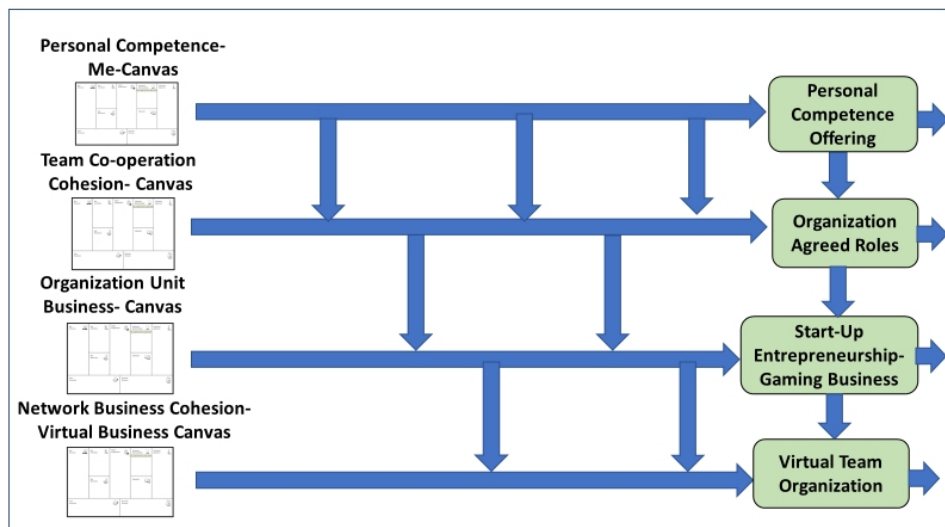 Personal Competence-
Me-Canvas
Personal
Competence
Offering
Team Co-operation
Cohesion- Canvas
Organization
Agreed Roles
Organization Unit
Business- Canvas
Start-Up
Entrepreneurship-
Gaming Business
Network Business Cohesion-
Virtual Business Canvas
Virtual Team
Organization